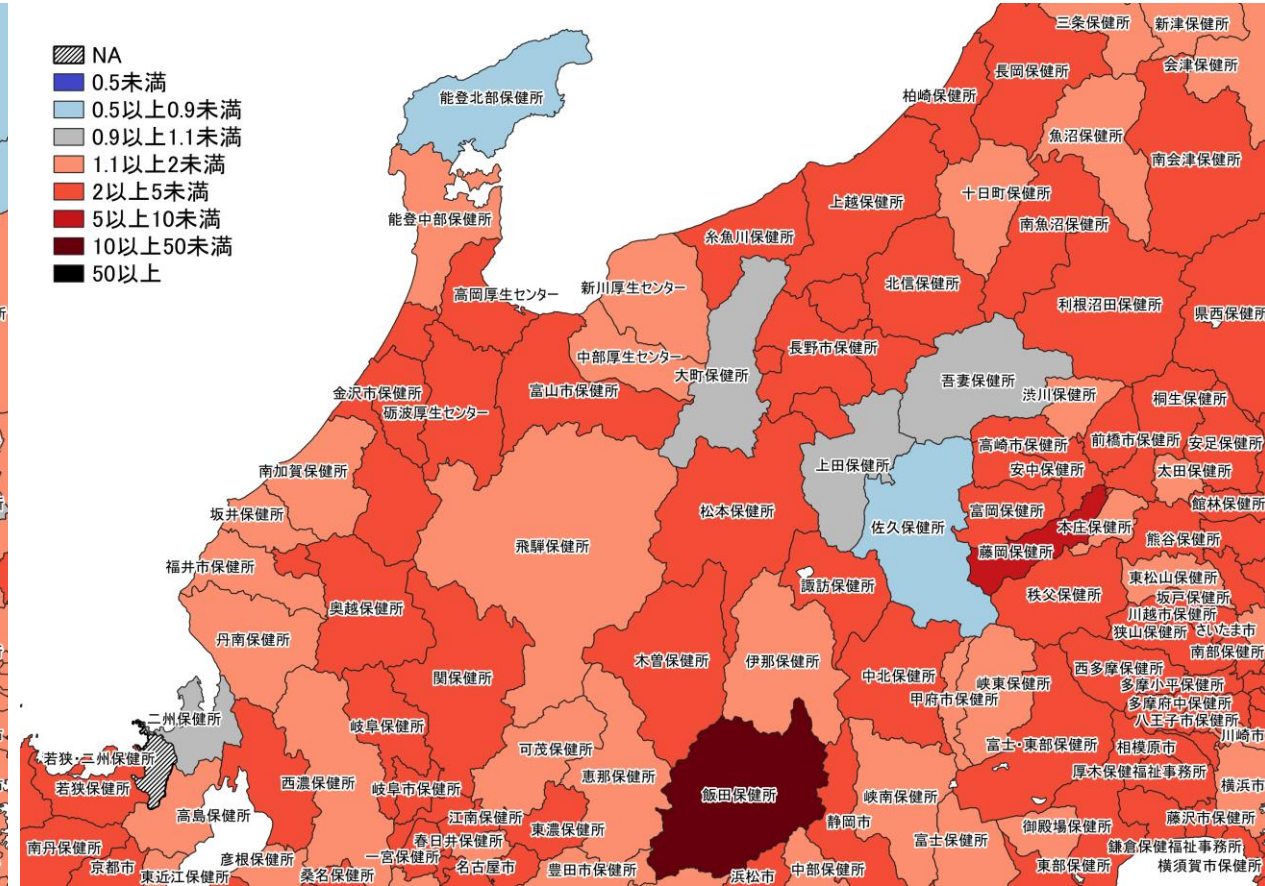 NA
0.5未満
0.5以上0.9未満
0.9以上1.1未満
1.1以上2未満
2以上5未満
5以上10未満
10以上50未満
50以上
三条保健所
新津保健所
長岡保健所
会津保健所
能登北部保健所
柏崎保健所
魚沼保健所
南会津保健所
十日町保健所
上越保健所
能登中部保健所
南魚沼保健所
糸魚川保健所
北信保健所
新川厚生センター
高岡厚生センター
利根沼田保健所
県西保健所
中部厚生センター
長野市保健所
大町保健所
吾妻保健所
富山市保健所
金沢市保健所
渋川保健所
桐生保健所
砺波厚生センター
高崎市保健所
前橋市保健所
安足保健所
上田保健所
安中保健所
太田保健所
南加賀保健所
館林保健所
坂井保健所
松本保健所
富岡保健所
佐久保健所
本庄保健所
飛騨保健所
熊谷保健所
藤岡保健所
福井市保健所
東松山保健所
諏訪保健所
秩父保健所
坂戸保健所
奥越保健所
川越市保健所
狭山保健所
さいたま市
丹南保健所
南部保健所
木曽保健所
伊那保健所
西多摩保健所
関保健所
中北保健所
峡東保健所
多摩小平保健所
甲府市保健所
多摩府中保健所
二州保健所
岐阜保健所
八王子市保健所
川崎市
可茂保健所
富士・東部保健所
相模原市
若狭・二州保健所
恵那保健所
厚木保健福祉事務所
若狭保健所
西濃保健所
岐阜市保健所
飯田保健所
峡南保健所
横浜市
高島保健所
江南保健所
東濃保健所
静岡市
御殿場保健所
藤沢市保健所
南丹保健所
春日井保健所
富士保健所
鎌倉保健福祉事務所
京都市
彦根保健所
一宮保健所
名古屋市
豊田市保健所
中部保健所
東部保健所
横須賀市保健所
東近江保健所
桑名保健所
浜松市